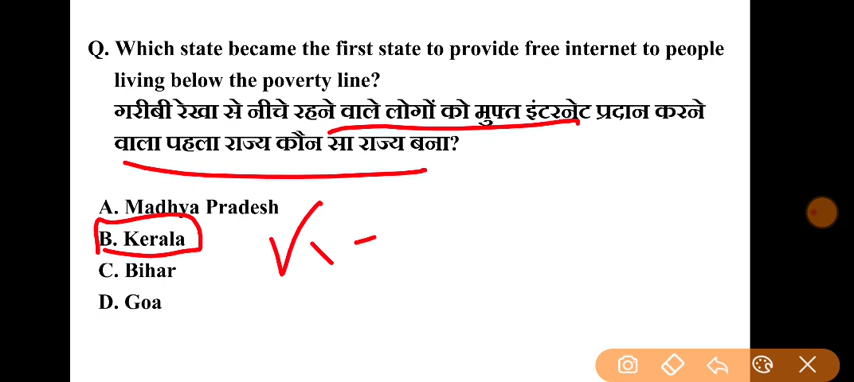 Q. Which state became the first state to provide free internet to people
living below the poverty line?
गरीबी रेखा से नीचे रहने वाले लोगों को मुफ्त इंटरनेट प्रदान करने
वाला पहला राज्य कौन सा राज्य बना?
A. Madhya Pradesh
B. Kerala
C. Bihar
D. Goa